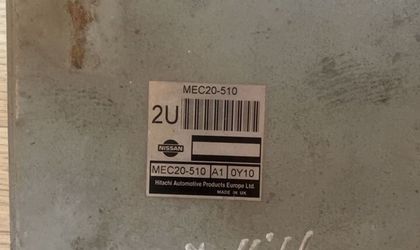 MEC20-510
2U
NISSAN
MEC20-510 A1 0Y10
Hitachi Automotive Products Europe Ltd.
MADE IN UK